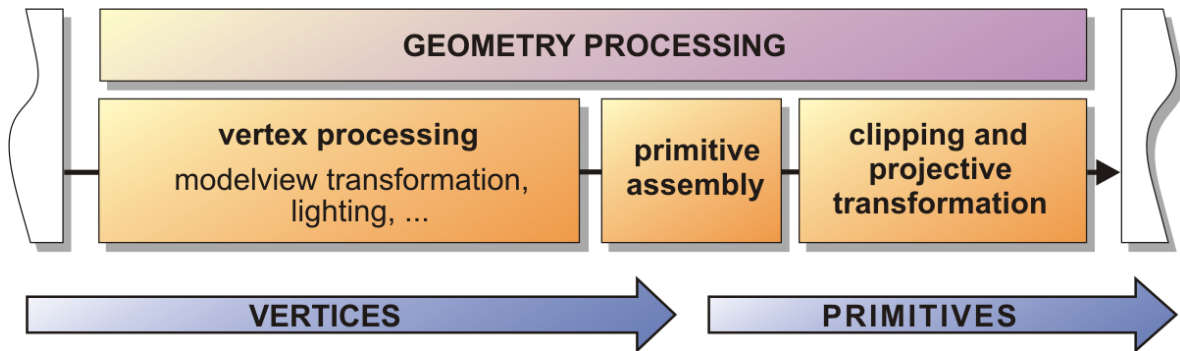 GEOMETRY PROCESSING
vertex processing
modelview transformation,
lighting, ...
primitive
assembly
clipping and
projective
transformation
VERTICES
PRIMITIVES